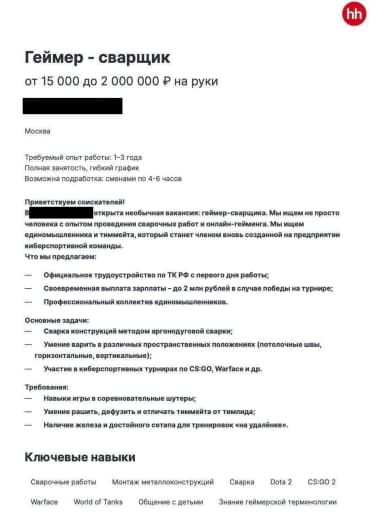 hh
Геймер - сварщик
от 15 000 до 2 000 000 ₽ на руки
Москва
Требуемый опыт работы: 1–3 года
Полная занятость, гибкий график
Возможна подработка: сменами по 4-6 часов
Приветствуем соискателей!
В открыта необычная вакансия: геймер-сварщика. Мы ищем не просто
человека с опытом проведения сварочных работ и онлайн-гейминга. Мы ищем
единомышленника и тиммейта, который станет членом вновь созданной на предприятии
киберспортивной команды.
Что мы предлагаем:
— Официальное трудоустройство по ТК РФ с первого дня работы;
— Своевременная выплата зарплаты – до 2 млн рублей в случае победы на турнире;
— Профессиональный коллектив единомышленников.
Основные задачи:
— Сварка конструкций методом аргонодуговой сварки;
— Умение варить в различных пространственных положениях (потолочные швы,
горизонтальные, вертикальные);
— Участие в киберспортивных турнирах по CS:GO, Warface и др.
Требования:
— Навыки игры в соревновательные шутеры;
— Умение рашить, дефузить и отличать тиммейта от тимлида;
— Наличие железа и достойного сетапа для тренировок «на удалёнке».
Ключевые навыки
Сварочные работы Монтаж металлоконструкций Сварка Dota 2 CS:GO 2
Warface World of Tanks Общение с детьми Знание геймерской терминологии